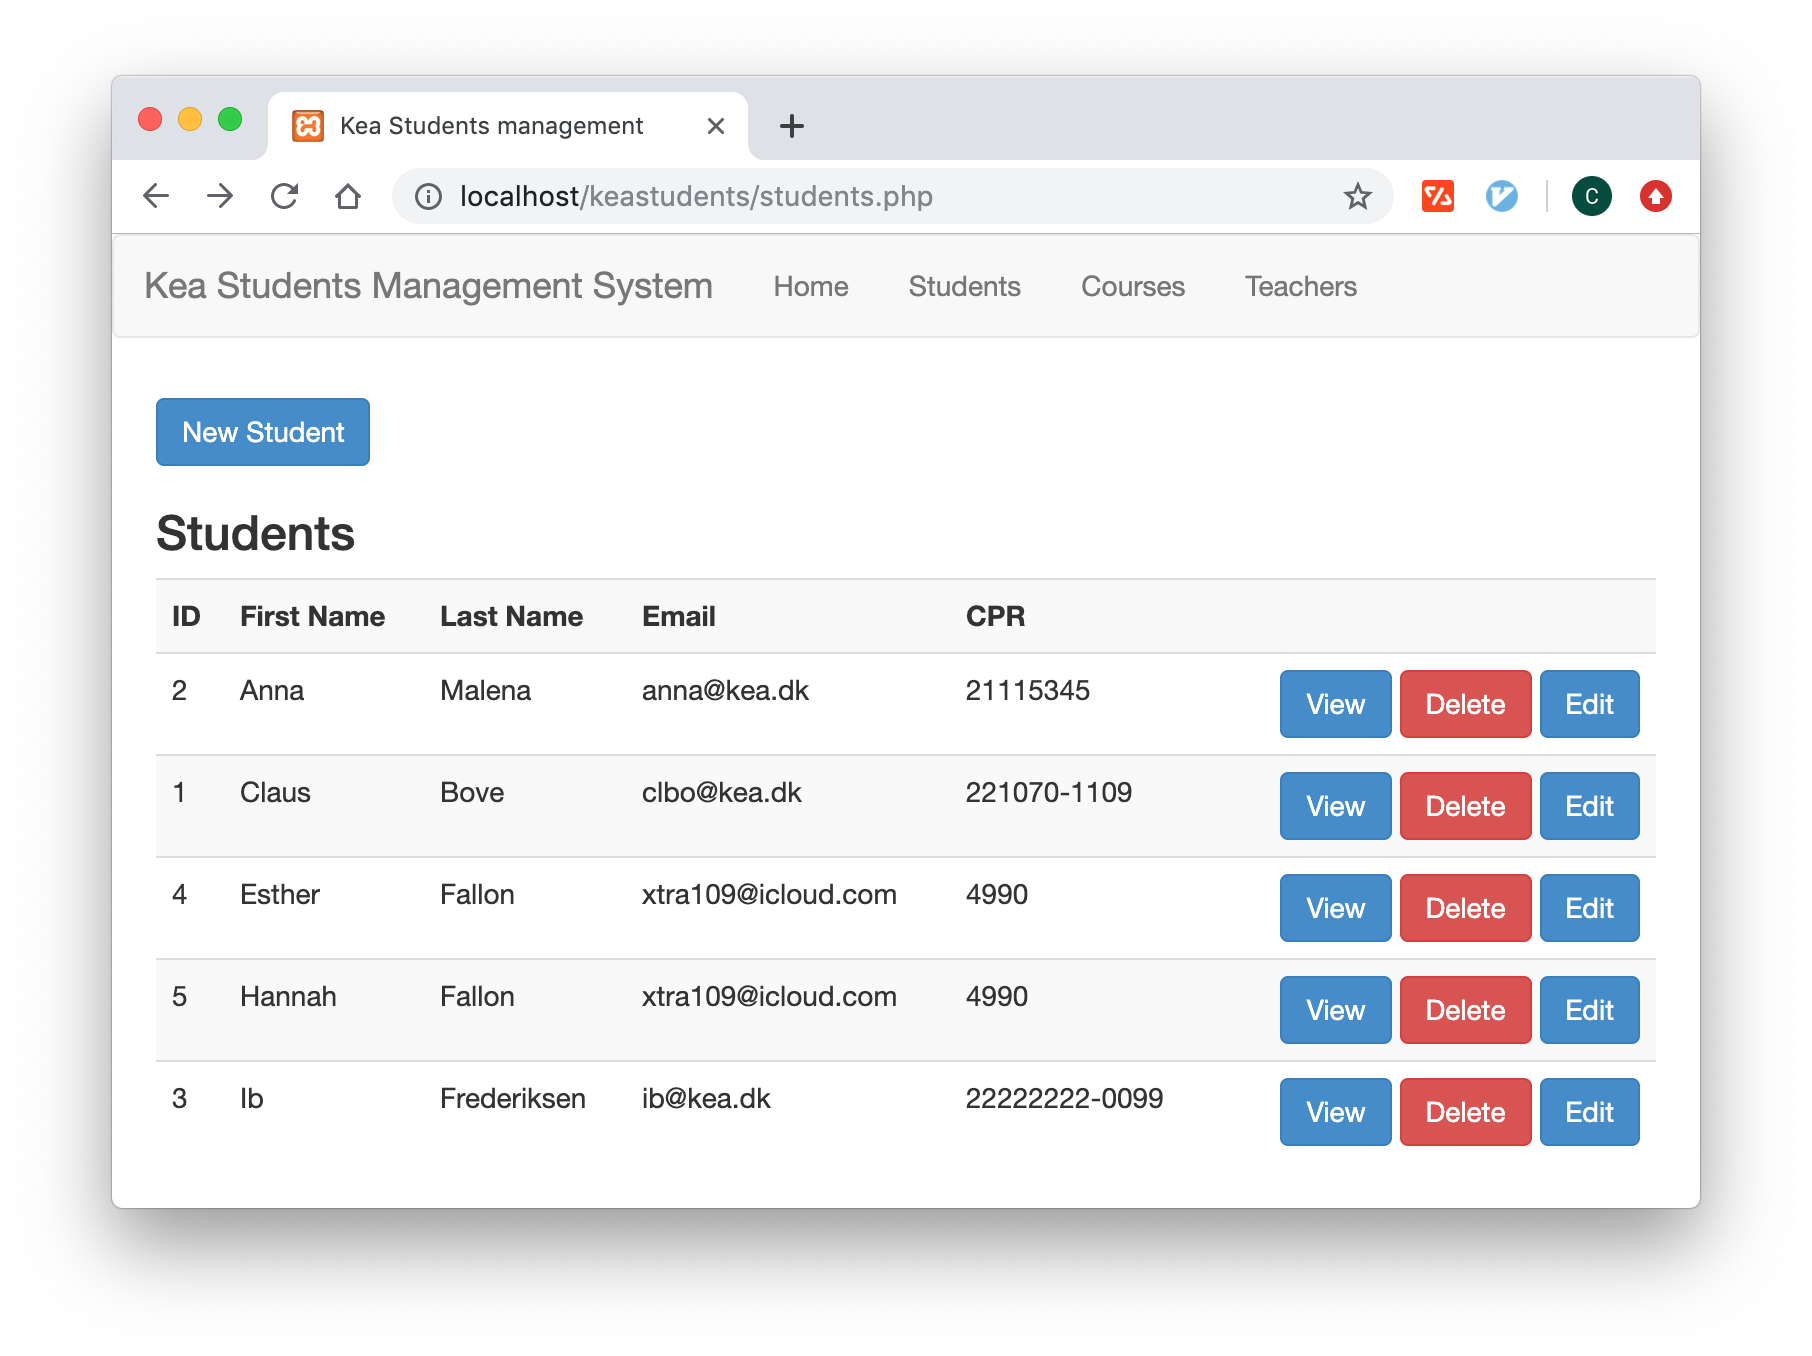 Kea Students management
localhost/keastudents/students.php
C
Kea Students Management System Home Students Courses Teachers
New Student
Students
ID First Name Last Name Email CPR
2 Anna Malena anna@kea.dk 21115345 View Delete Edit
1 Claus Bove clbo@kea.dk 221070-1109 View Delete Edit
4 Esther Fallon xtra109@icloud.com 4990 View Delete Edit
5 Hannah Fallon xtra109@icloud.com 4990 View Delete Edit
3 Ib Frederiksen ib@kea.dk 22222222-0099 View Delete Edit